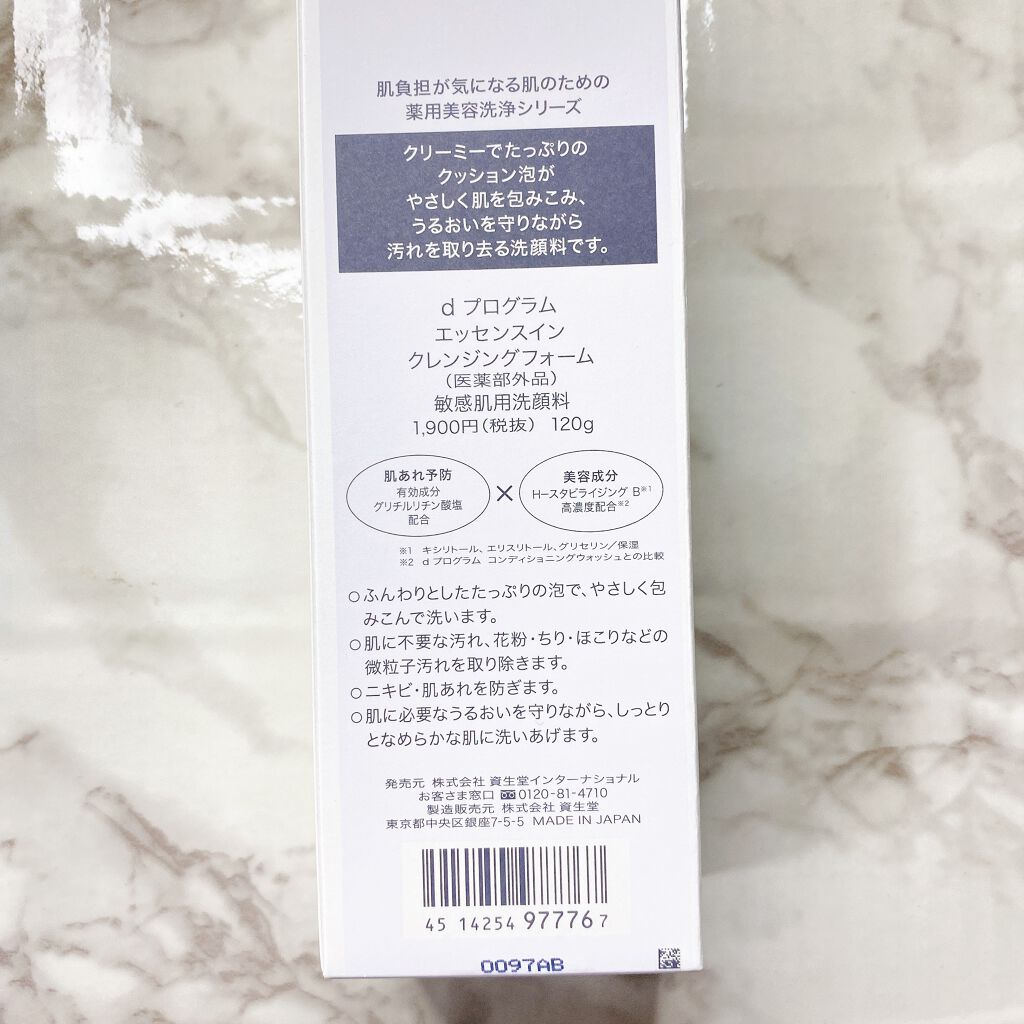 肌負担が気になる肌のための
薬用美容洗浄シリーズ
クリーミーでたっぷりの
クッション泡が
やさしく肌を包みこみ、
うるおいを守りながら
汚れを取り去る洗顔料です。
d プログラム
エッセンスイン
クレンジングフォーム
(医薬部外品)
敏感肌用洗顔料
1,900円(税抜) 120g
肌あれ予防
有効成分
グリチルリチン酸塩
配合
×
美容成分
H-スタビライジング B※1
高濃度配合※2
※1 キシリトール、エリスリトール、グリセリン/保湿
※2 d プログラム コンディショニングウォッシュとの比較
○ふんわりとしたたっぷりの泡で、やさしく包
みこんで洗います。
○肌に不要な汚れ、花粉・ちり・ほこりなどの
微粒子汚れを取り除きます。
○ニキビ・肌あれを防ぎます。
○肌に必要なうるおいを守りながら、しっとり
となめらかな肌に洗いあげます。
発売元 株式会社 資生堂インターナショナル
お客さま窓口 0120-81-4710
製造販売元 株式会社 資生堂
東京都中央区銀座7-5-5 MADE IN JAPAN
45 14254 97776 7
0097AB